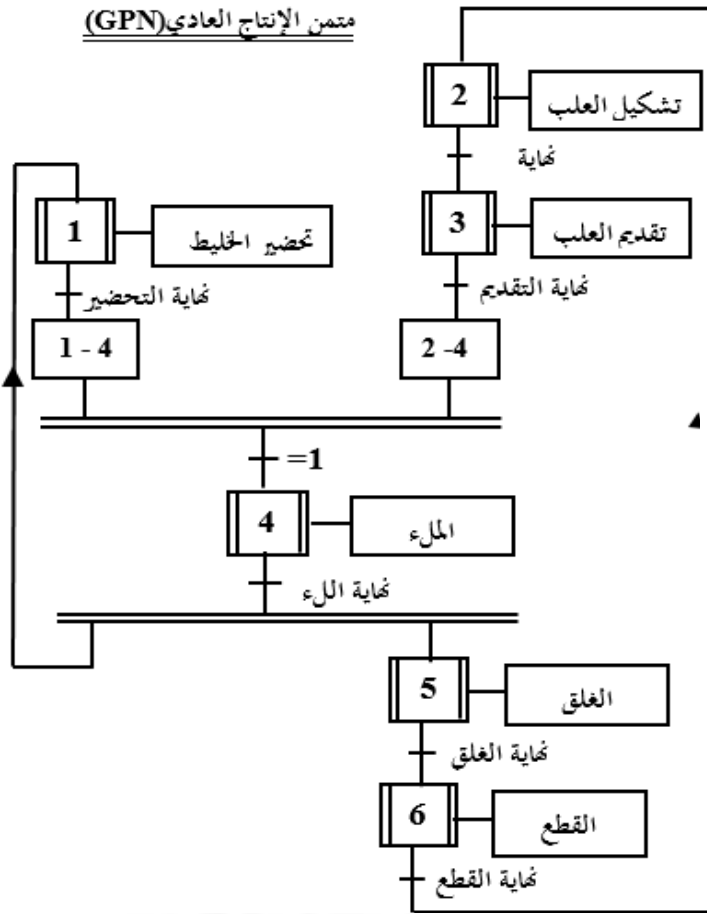 متمن الإنتاج العادي(GPN)
2
تشكيل العلب
نهاية
1
تحضير الخليط
3
تقديم العلب
نهاية التحضير
نهاية التقديم
1 - 4
2 -4
=1
4
الملء
نهاية اللء
5
الغلق
نهاية الغلق
6
القطع
نهاية القطع